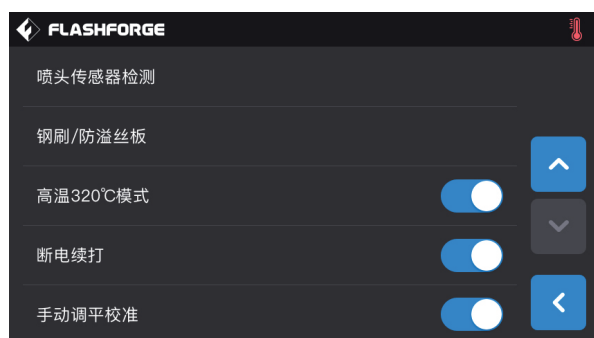 FLASHFORGE
喷头传感器检测
钢刷/防溢丝板
高温320℃模式
断电续打
手动调平校准